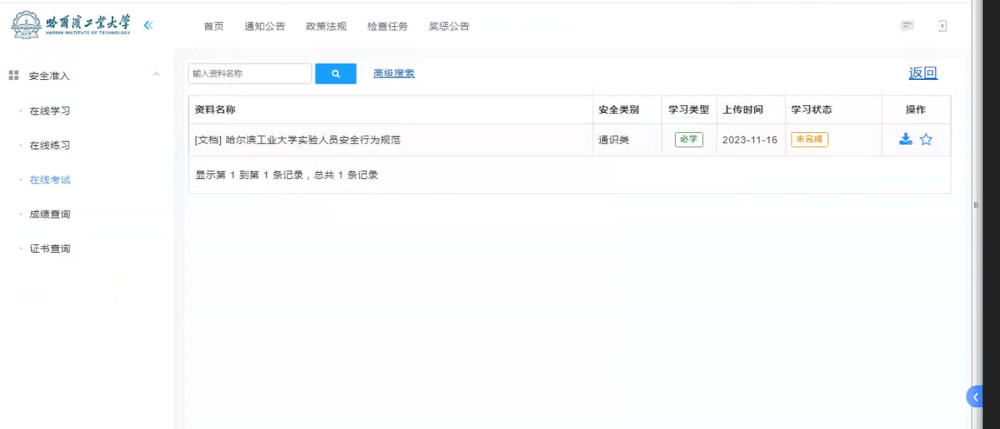 哈爾濱工業大學
HARBIN INSTITUTE OF TECHNOLOGY
首页 通知公告 政策法规 检查任务 奖惩公告
安全准入
在线学习
在线练习
在线考试
成绩查询
证书查询
输入资料名称 高级搜索 返回
资料名称 安全类别 学习类型 上传时间 学习状态 操作
[文档] 哈尔滨工业大学实验人员安全行为规范 通识类 必学 2023-11-16 未完成
显示第 1 到第 1 条记录，总共 1 条记录